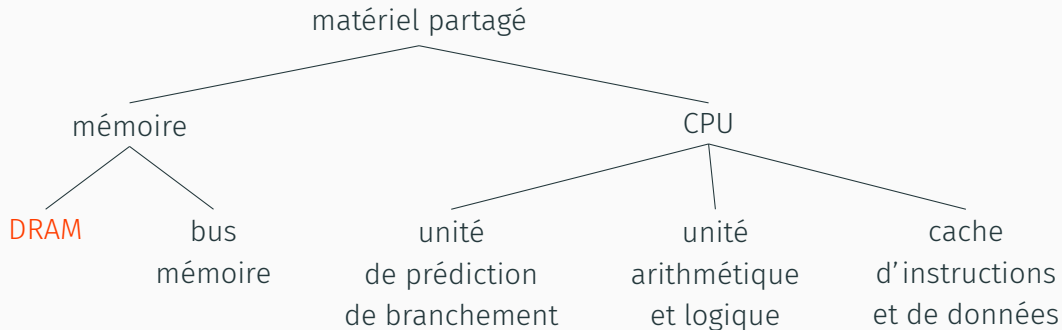 matériel partagé
mémoire
CPU
DRAM
bus
mémoire
unité
de prédiction
de branchement
unité
arithmétique
et logique
cache
d'instructions
et de données